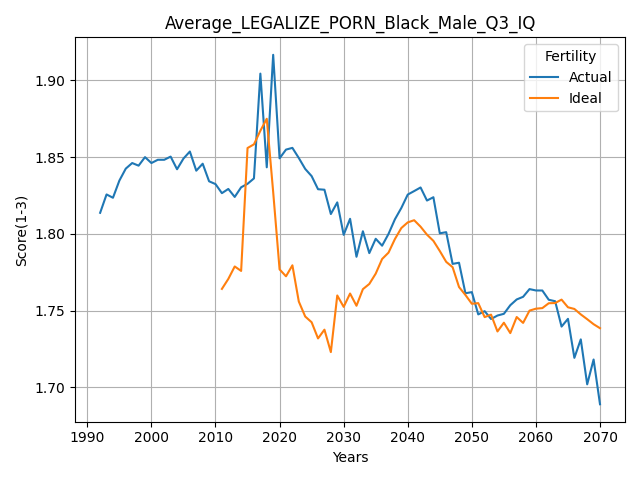 Average_LEGALIZE_PORN_Black_Male_Q3_IQ
Fertility
Actual
Ideal
Score(1-3)
1.90
1.85
1.80
1.75
1.70
1990 2000 2010 2020 2030 2040 2050 2060 2070
Years